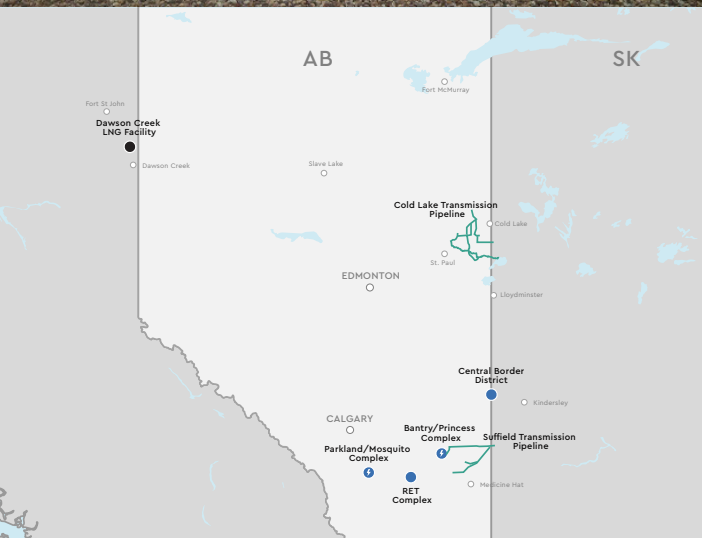 AB
SK
Fort McMurray
Fort St John
Dawson Creek
LNG Facility
Dawson Creek
Slave Lake
Cold Lake Transmission
Pipeline
Cold Lake
St. Paul
EDMONTON
Lloydminster
Central Border
District
Kindersley
CALGARY
Bantry/Princess
Complex
Suffield Transmission
Pipeline
Parkland/Mosquito
Complex
RET
Complex
Medicine Hat